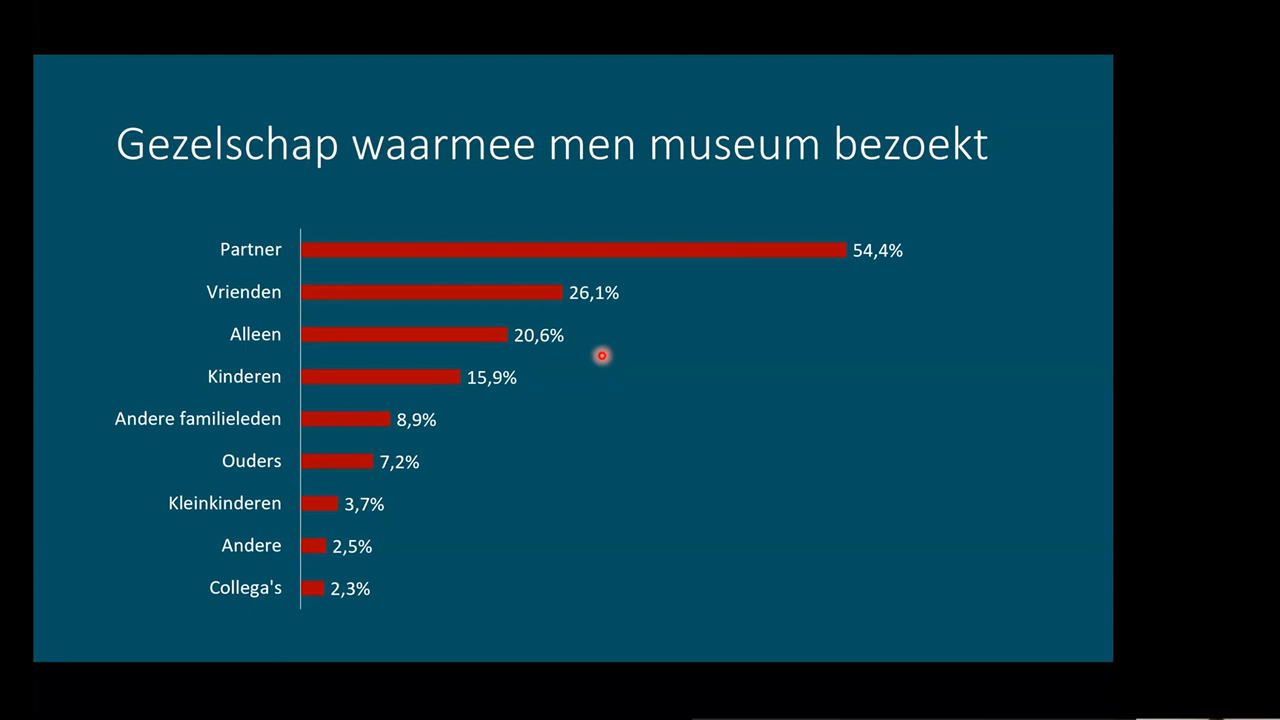 Gezelschap waarmee men museum bezoekt
Partner 54,4%
Vrienden 26,1%
Alleen 20,6%
Kinderen 15,9%
Andere familieleden 8,9%
Ouders 7,2%
Kleinkinderen 3,7%
Andere 2,5%
Collega's 2,3%